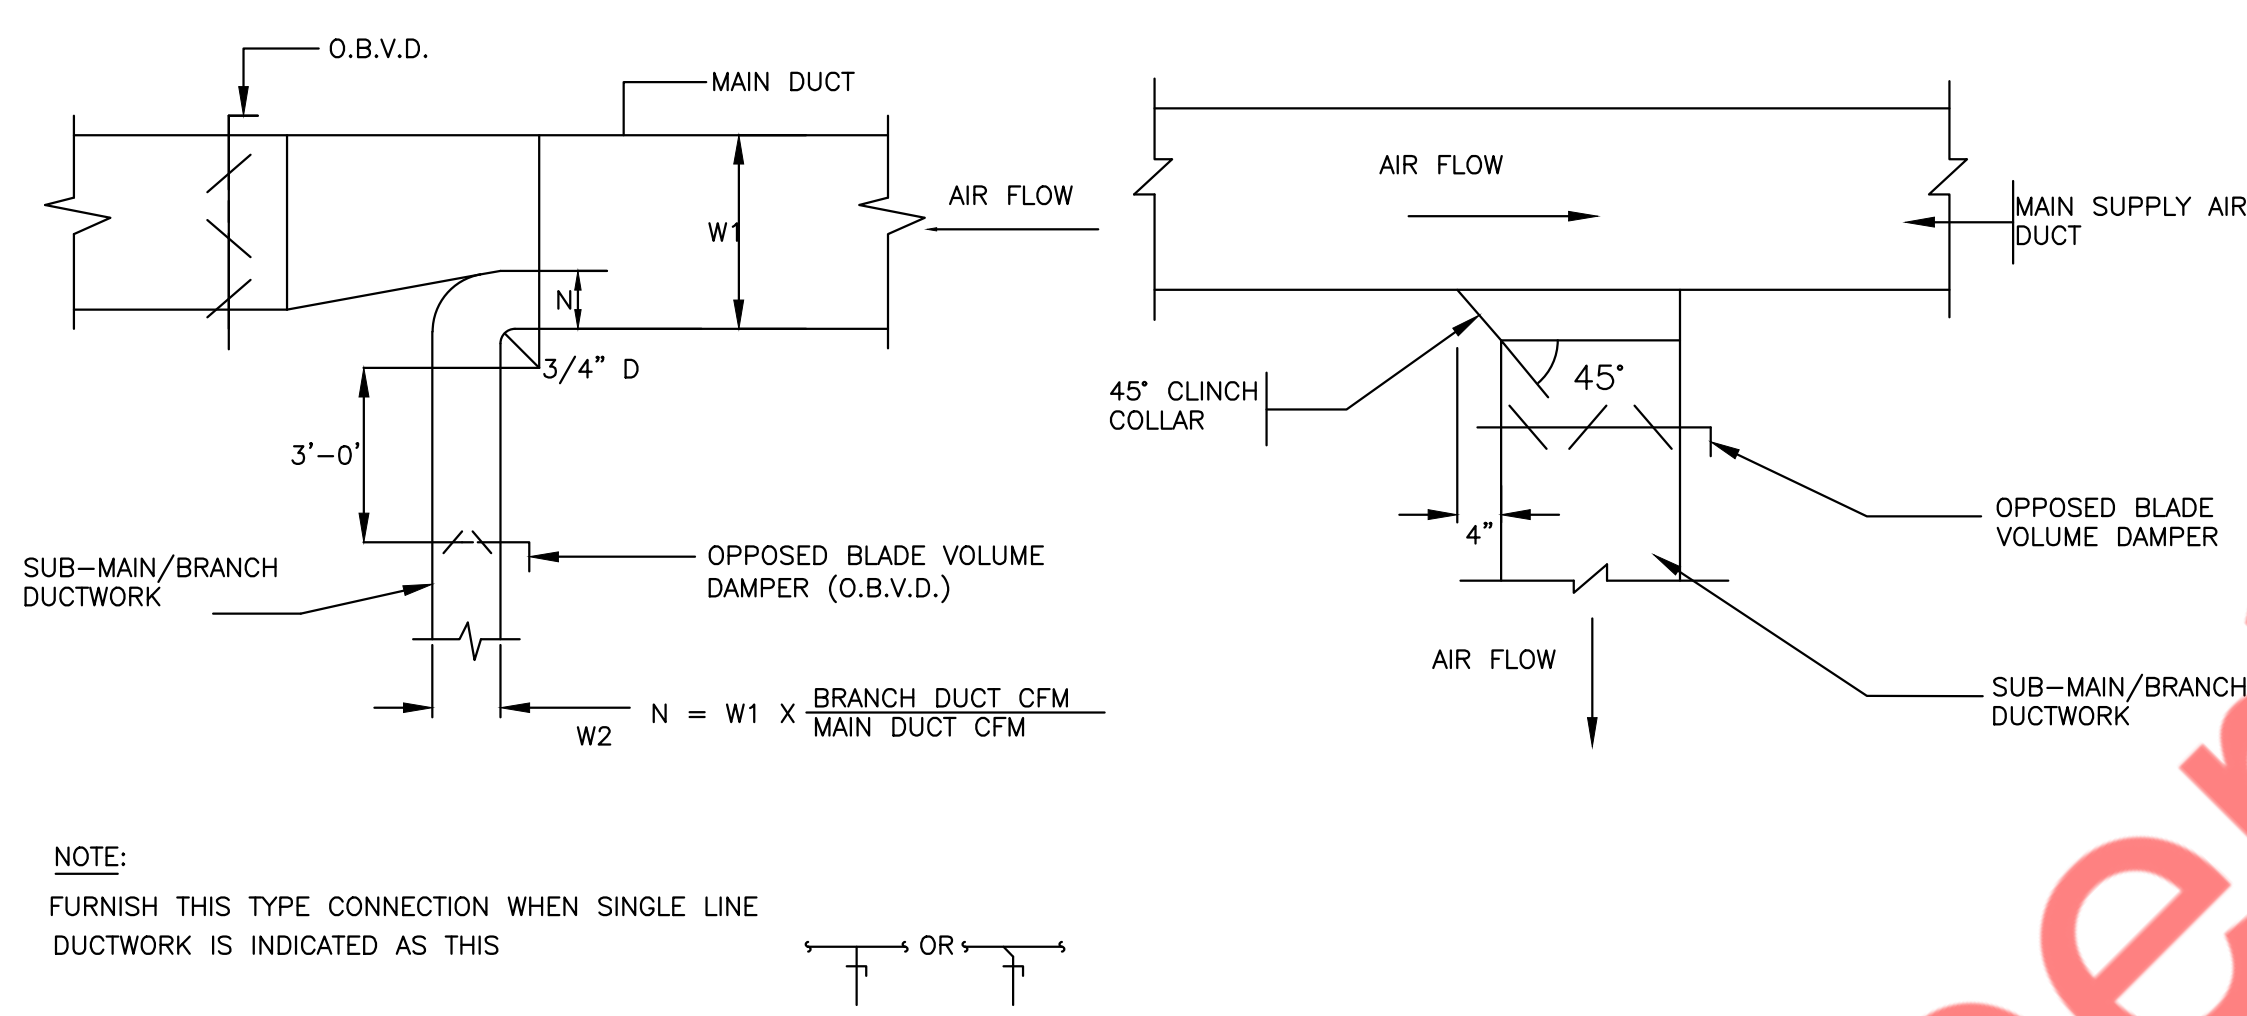 O.B.V.D.
MAIN DUCT
W1
AIR FLOW
N
3/4" D
3'-0'
SUB-MAIN/BRANCH
DUCTWORK
OPPOSED BLADE VOLUME
DAMPER (O.B.V.D.)
W2
N = W1 X BRANCH DUCT CFM
MAIN DUCT CFM
AIR FLOW
MAIN SUPPLY AIR
DUCT
45° CLINCH
COLLAR
45°
4"
OPPOSED BLADE
VOLUME DAMPER
AIR FLOW
SUB-MAIN/BRANCH
DUCTWORK
NOTE:
FURNISH THIS TYPE CONNECTION WHEN SINGLE LINE
DUCTWORK IS INDICATED AS THIS
OR